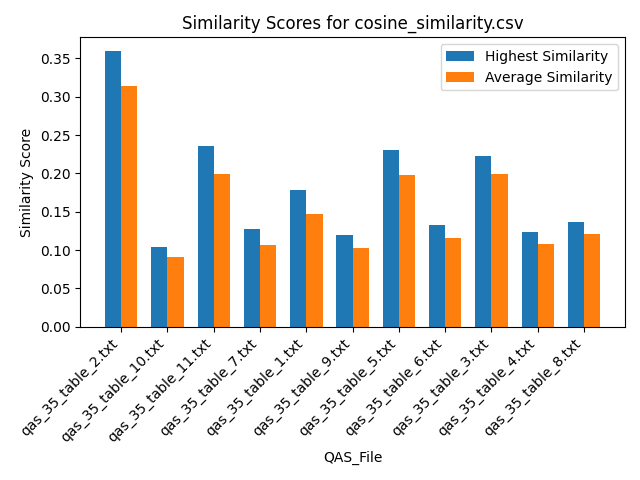 Similarity Scores for cosine_similarity.csv
Highest Similarity
Average Similarity
Similarity Score
0.35
0.30
0.25
0.20
0.15
0.10
0.05
0.00
qas_35_table_2.txt
qas_35_table_10.txt
qas_35_table_11.txt
qas_35_table_7.txt
qas_35_table_1.txt
qas_35_table_9.txt
qas_35_table_5.txt
qas_35_table_6.txt
qas_35_table_3.txt
qas_35_table_4.txt
qas_35_table_8.txt
QAS_File